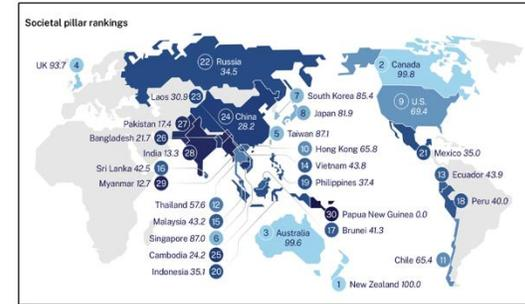 Societal pillar rankings
UK 93.7 4
22 Russia
34.5
2 Canada
99.8
Laos 30.9 23
7 South Korea 85.4
8 Japan 81.9
9 U.S.
69.4
24 China
28.2
Pakistan 17.4 27
Bangladesh 21.7 26
5 Taiwan 87.1
India 13.3 28
10 Hong Kong 65.8
21 Mexico 35.0
Sri Lanka 42.5 16
14 Vietnam 43.8
Myanmar 12.7 29
19 Philippines 37.4
13 Ecuador 43.9
18 Peru 40.0
Thailand 57.6 12
30 Papua New Guinea 0.0
Malaysia 43.2 15
17 Brunei 41.3
Singapore 87.0 6
3 Australia
99.6
Cambodia 24.2 25
Chile 65.4 11
Indonesia 35.1 20
1 New Zealand 100.0